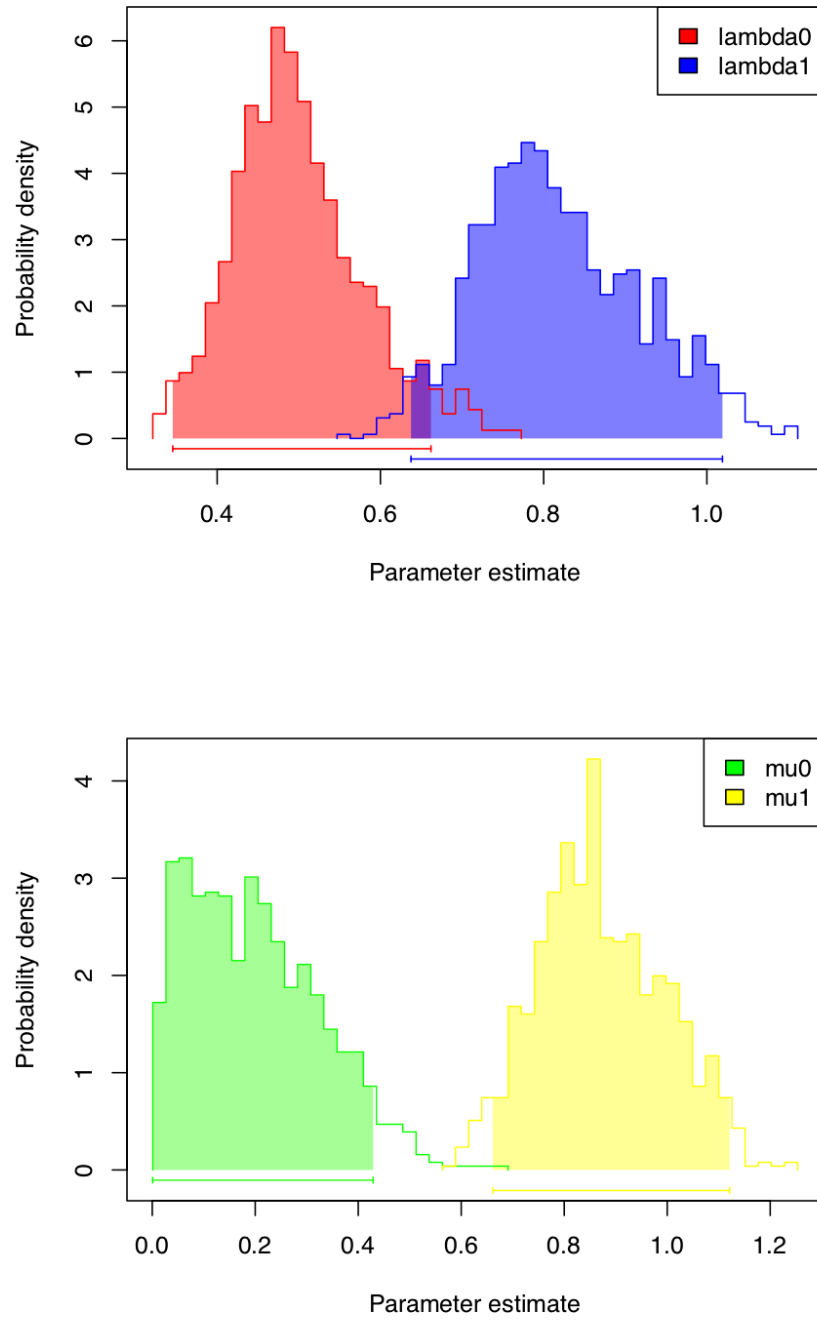 lambda0
lambda1
Probability density
6
5
4
3
2
1
0
0.4 0.6 0.8 1.0
Parameter estimate
mu0
mu1
Probability density
4
3
2
1
0
0.0 0.2 0.4 0.6 0.8 1.0 1.2
Parameter estimate